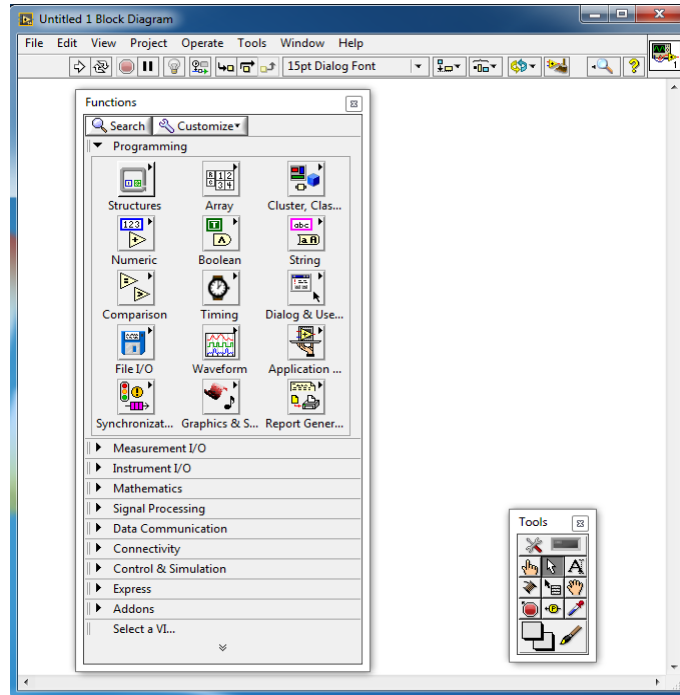 Untitled 1 Block Diagram
File Edit View Project Operate Tools Window Help
15pt Dialog Font
1
Functions
Search Customize
Programming
Structures Array Cluster, Clas...
Numeric Boolean String
Comparison Timing Dialog & Use...
File I/O Waveform Application ...
Synchronizat... Graphics & S... Report Gener...
Measurement I/O
Instrument I/O
Mathematics
Signal Processing
Data Communication
Connectivity
Control & Simulation
Express
Addons
Select a VI...
Tools